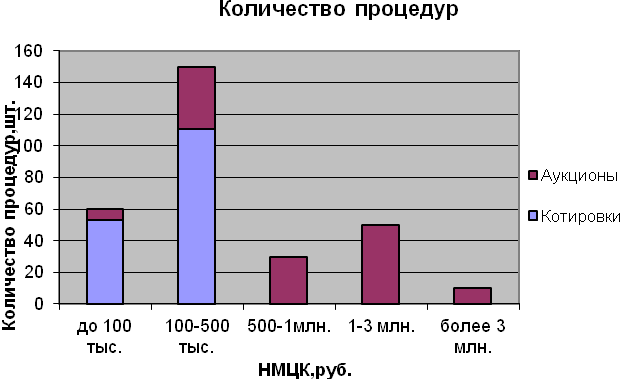 Количество процедур
Количество процедур,шт.
160
140
120
100
80
60
40
20
0
до 100 тыс.
100-500 тыс.
500-1млн.
1-3 млн.
более 3 млн.
НМЦК,руб.
Аукционы
Котировки